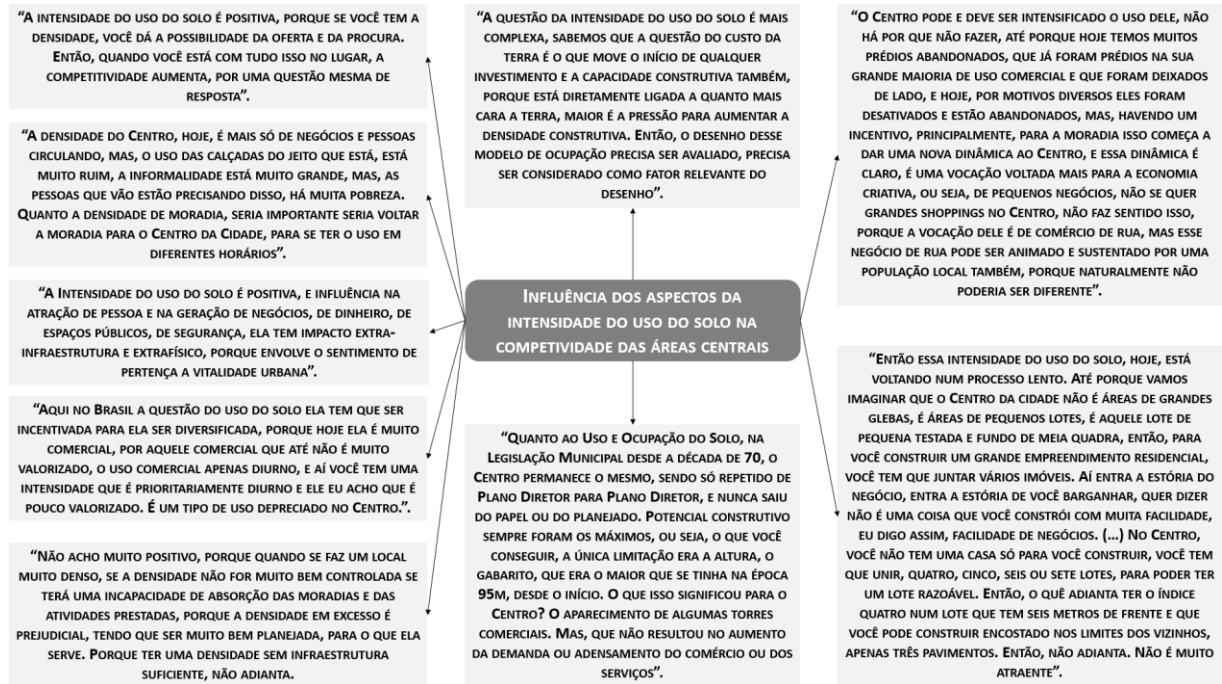 “A INTENSIDADE DO USO DO SOLO É POSITIVA, PORQUE SE VOCÊ TEM A
DENSIDADE, VOCÊ DÁ A POSSIBILIDADE DA OFERTA E DA PROCURA.
ENTÃO, QUANDO VOCÊ ESTÁ COM TUDO ISSO NO LUGAR, A
COMPETITIVIDADE AUMENTA, POR UMA QUESTÃO MESMA DE
RESPOSTA”.
“A DENSIDADE DO CENTRO, HOJE, É MAIS SÓ DE NEGÓCIOS E PESSOAS
CIRCULANDO, MAS, O USO DAS CALÇADAS DO JEITO QUE ESTÁ, ESTÁ
MUITO RUIM, A INFORMALIDADE ESTÁ MUITO GRANDE, MAS, AS
PESSOAS QUE VÃO ESTÃO PRECISANDO DISSO, HÁ MUITA POBREZA.
QUANTO A DENSIDADE DE MORADIA, SERIA IMPORTANTE SERIA VOLTAR
A MORADIA PARA O CENTRO DA CIDADE, PARA SE TER O USO EM
DIFERENTES HORÁRIOS”.
“A INTENSIDADE DO USO DO SOLO É POSITIVA, E INFLUÊNCIA NA
ATRAÇÃO DE PESSOA E NA GERAÇÃO DE NEGÓCIOS, DE DINHEIRO, DE
ESPAÇOS PÚBLICOS, DE SEGURANÇA, ELA TEM IMPACTO EXTRA-
INFRAESTRUTURA E EXTRAFÍSICO, PORQUE ENVOLVE O SENTIMENTO DE
PERTENÇA A VITALIDADE URBANA”.
“AQUI NO BRASIL A QUESTÃO DO USO DO SOLO ELA TEM QUE SER
INCENTIVADA PARA ELA SER DIVERSIFICADA, PORQUE HOJE ELA É MUITO
COMERCIAL, POR AQUELE COMERCIAL QUE ATÉ NÃO É MUITO
VALORIZADO, O USO COMERCIAL APENAS DIURNO, E AÍ VOCÊ TEM UMA
INTENSIDADE QUE É PRIORITARIAMENTE DIURNO E ELE EU ACHO QUE É
POUCO VALORIZADO. É UM TIPO DE USO DEPRECIADO NO CENTRO.”.
“NÃO ACHO MUITO POSITIVO, PORQUE QUANDO SE FAZ UM LOCAL
MUITO DENSO, SE A DENSIDADE NÃO FOR MUITO BEM CONTROLADA SE
TERÁ UMA INCAPACIDADE DE ABSORÇÃO DAS MORADIAS E DAS
ATIVIDADES PRESTADAS, PORQUE A DENSIDADE EM EXCESSO É
PREJUDICIAL, TENDO QUE SER MUITO BEM PLANEJADA, PARA O QUE ELA
SERVE. PORQUE TER UMA DENSIDADE SEM INFRAESTRUTURA
SUFICIENTE, NÃO ADIANTA.
“A QUESTÃO DA INTENSIDADE DO USO DO SOLO É MAIS
COMPLEXA, SABEMOS QUE A QUESTÃO DO CUSTO DA
TERRA É O QUE MOVE O INÍCIO DE QUALQUER
INVESTIMENTO E A CAPACIDADE CONSTRUTIVA TAMBÉM,
PORQUE ESTÁ DIRETAMENTE LIGADA A QUANTO MAIS
CARA A TERRA, MAIOR É A PRESSÃO PARA AUMENTAR A
DENSIDADE CONSTRUTIVA. ENTÃO, O DESENHO DESSE
MODELO DE OCUPAÇÃO PRECISA SER AVALIADO, PRECISA
SER CONSIDERADO COMO FATOR RELEVANTE DO
DESENHO”.
INFLUÊNCIA DOS ASPECTOS DA
INTENSIDADE DO USO DO SOLO NA
COMPETIVIDADE DAS ÁREAS CENTRAIS
“QUANTO AO USO E OCUPAÇÃO DO SOLO, NA
LEGISLAÇÃO MUNICIPAL DESDE A DÉCADA DE 70, O
CENTRO PERMANECE O MESMO, SENDO SÓ REPETIDO DE
PLANO DIRETOR PARA PLANO DIRETOR, E NUNCA SAIU
DO PAPEL OU DO PLANEJADO. POTENCIAL CONSTRUTIVO
SEMPRE FORAM OS MÁXIMOS, OU SEJA, O QUE VOCÊ
CONSEGUIR, A ÚNICA LIMITAÇÃO ERA A ALTURA, O
GABARITO, QUE ERA O MAIOR QUE SE TINHA NA ÉPOCA
95M, DESDE O INÍCIO. O QUE ISSO SIGNIFICOU PARA O
CENTRO? O APARECIMENTO DE ALGUMAS TORRES
COMERCIAIS. MAS, QUE NÃO RESULTOU NO AUMENTO
DA DEMANDA OU ADENSAMENTO DO COMÉRCIO OU DOS
SERVIÇOS”.
“O CENTRO PODE E DEVE SER INTENSIFICADO O USO DELE, NÃO
HÁ POR QUE NÃO FAZER, ATÉ PORQUE HOJE TEMOS MUITOS
PRÉDIOS ABANDONADOS, QUE JÁ FORAM PRÉDIOS NA SUA
GRANDE MAIORIA DE USO COMERCIAL E QUE FORAM DEIXADOS
DE LADO, E HOJE, POR MOTIVOS DIVERSOS ELES FORAM
DESATIVADOS E ESTÃO ABANDONADOS, MAS, HAVENDO UM
INCENTIVO, PRINCIPALMENTE, PARA A MORADIA ISSO COMEÇA A
DAR UMA NOVA DINÂMICA AO CENTRO, E ESSA DINÂMICA É
CLARO, É UMA VOCAÇÃO VOLTADA MAIS PARA A ECONOMIA
CRIATIVA, OU SEJA, DE PEQUENOS NEGÓCIOS, NÃO SE QUER
GRANDES SHOPPINGS NO CENTRO, NÃO FAZ SENTIDO ISSO,
PORQUE A VOCAÇÃO DELE É DE COMÉRCIO DE RUA, MAS ESSE
NEGÓCIO DE RUA PODE SER ANIMADO E SUSTENTADO POR UMA
POPULAÇÃO LOCAL TAMBÉM, PORQUE NATURALMENTE NÃO
PODERIA SER DIFERENTE”.
“ENTÃO ESSA INTENSIDADE DO USO DO SOLO, HOJE, ESTÁ
VOLTANDO NUM PROCESSO LENTO. ATÉ PORQUE VAMOS
IMAGINAR QUE O CENTRO DA CIDADE NÃO É ÁREAS DE GRANDES
GLEBAS, É ÁREAS DE PEQUENOS LOTES, É AQUELE LOTE DE
PEQUENA TESTADA E FUNDO DE MEIA QUADRA, ENTÃO, PARA
VOCÊ CONSTRUIR UM GRANDE EMPREENDIMENTO RESIDENCIAL,
VOCÊ TEM QUE JUNTAR VÁRIOS IMÓVEIS. AÍ ENTRA A ESTÓRIA DO
NEGÓCIO, ENTRA A ESTÓRIA DE VOCÊ BARGANHAR, QUER DIZER
NÃO É UMA COISA QUE VOCÊ CONSTRÓI COM MUITA FACILIDADE,
EU DIGO ASSIM, FACILIDADE DE NEGÓCIOS. (...) NO CENTRO,
VOCÊ NÃO TEM UMA CASA SÓ PARA VOCÊ CONSTRUIR, VOCÊ TEM
QUE UNIR, QUATRO, CINCO, SEIS OU SETE LOTES, PARA PODER TER
UM LOTE RAZOÁVEL. ENTÃO, O QUÊ ADIANTA TER O ÍNDICE
QUATRO NUM LOTE QUE TEM SEIS METROS DE FRENTE E QUE
VOCÊ PODE CONSTRUIR ENCOSTADO NOS LIMITES DOS VIZINHOS,
APENAS TRÊS PAVIMENTOS. ENTÃO, NÃO ADIANTA. NÃO É MUITO
ATRAENTE”.